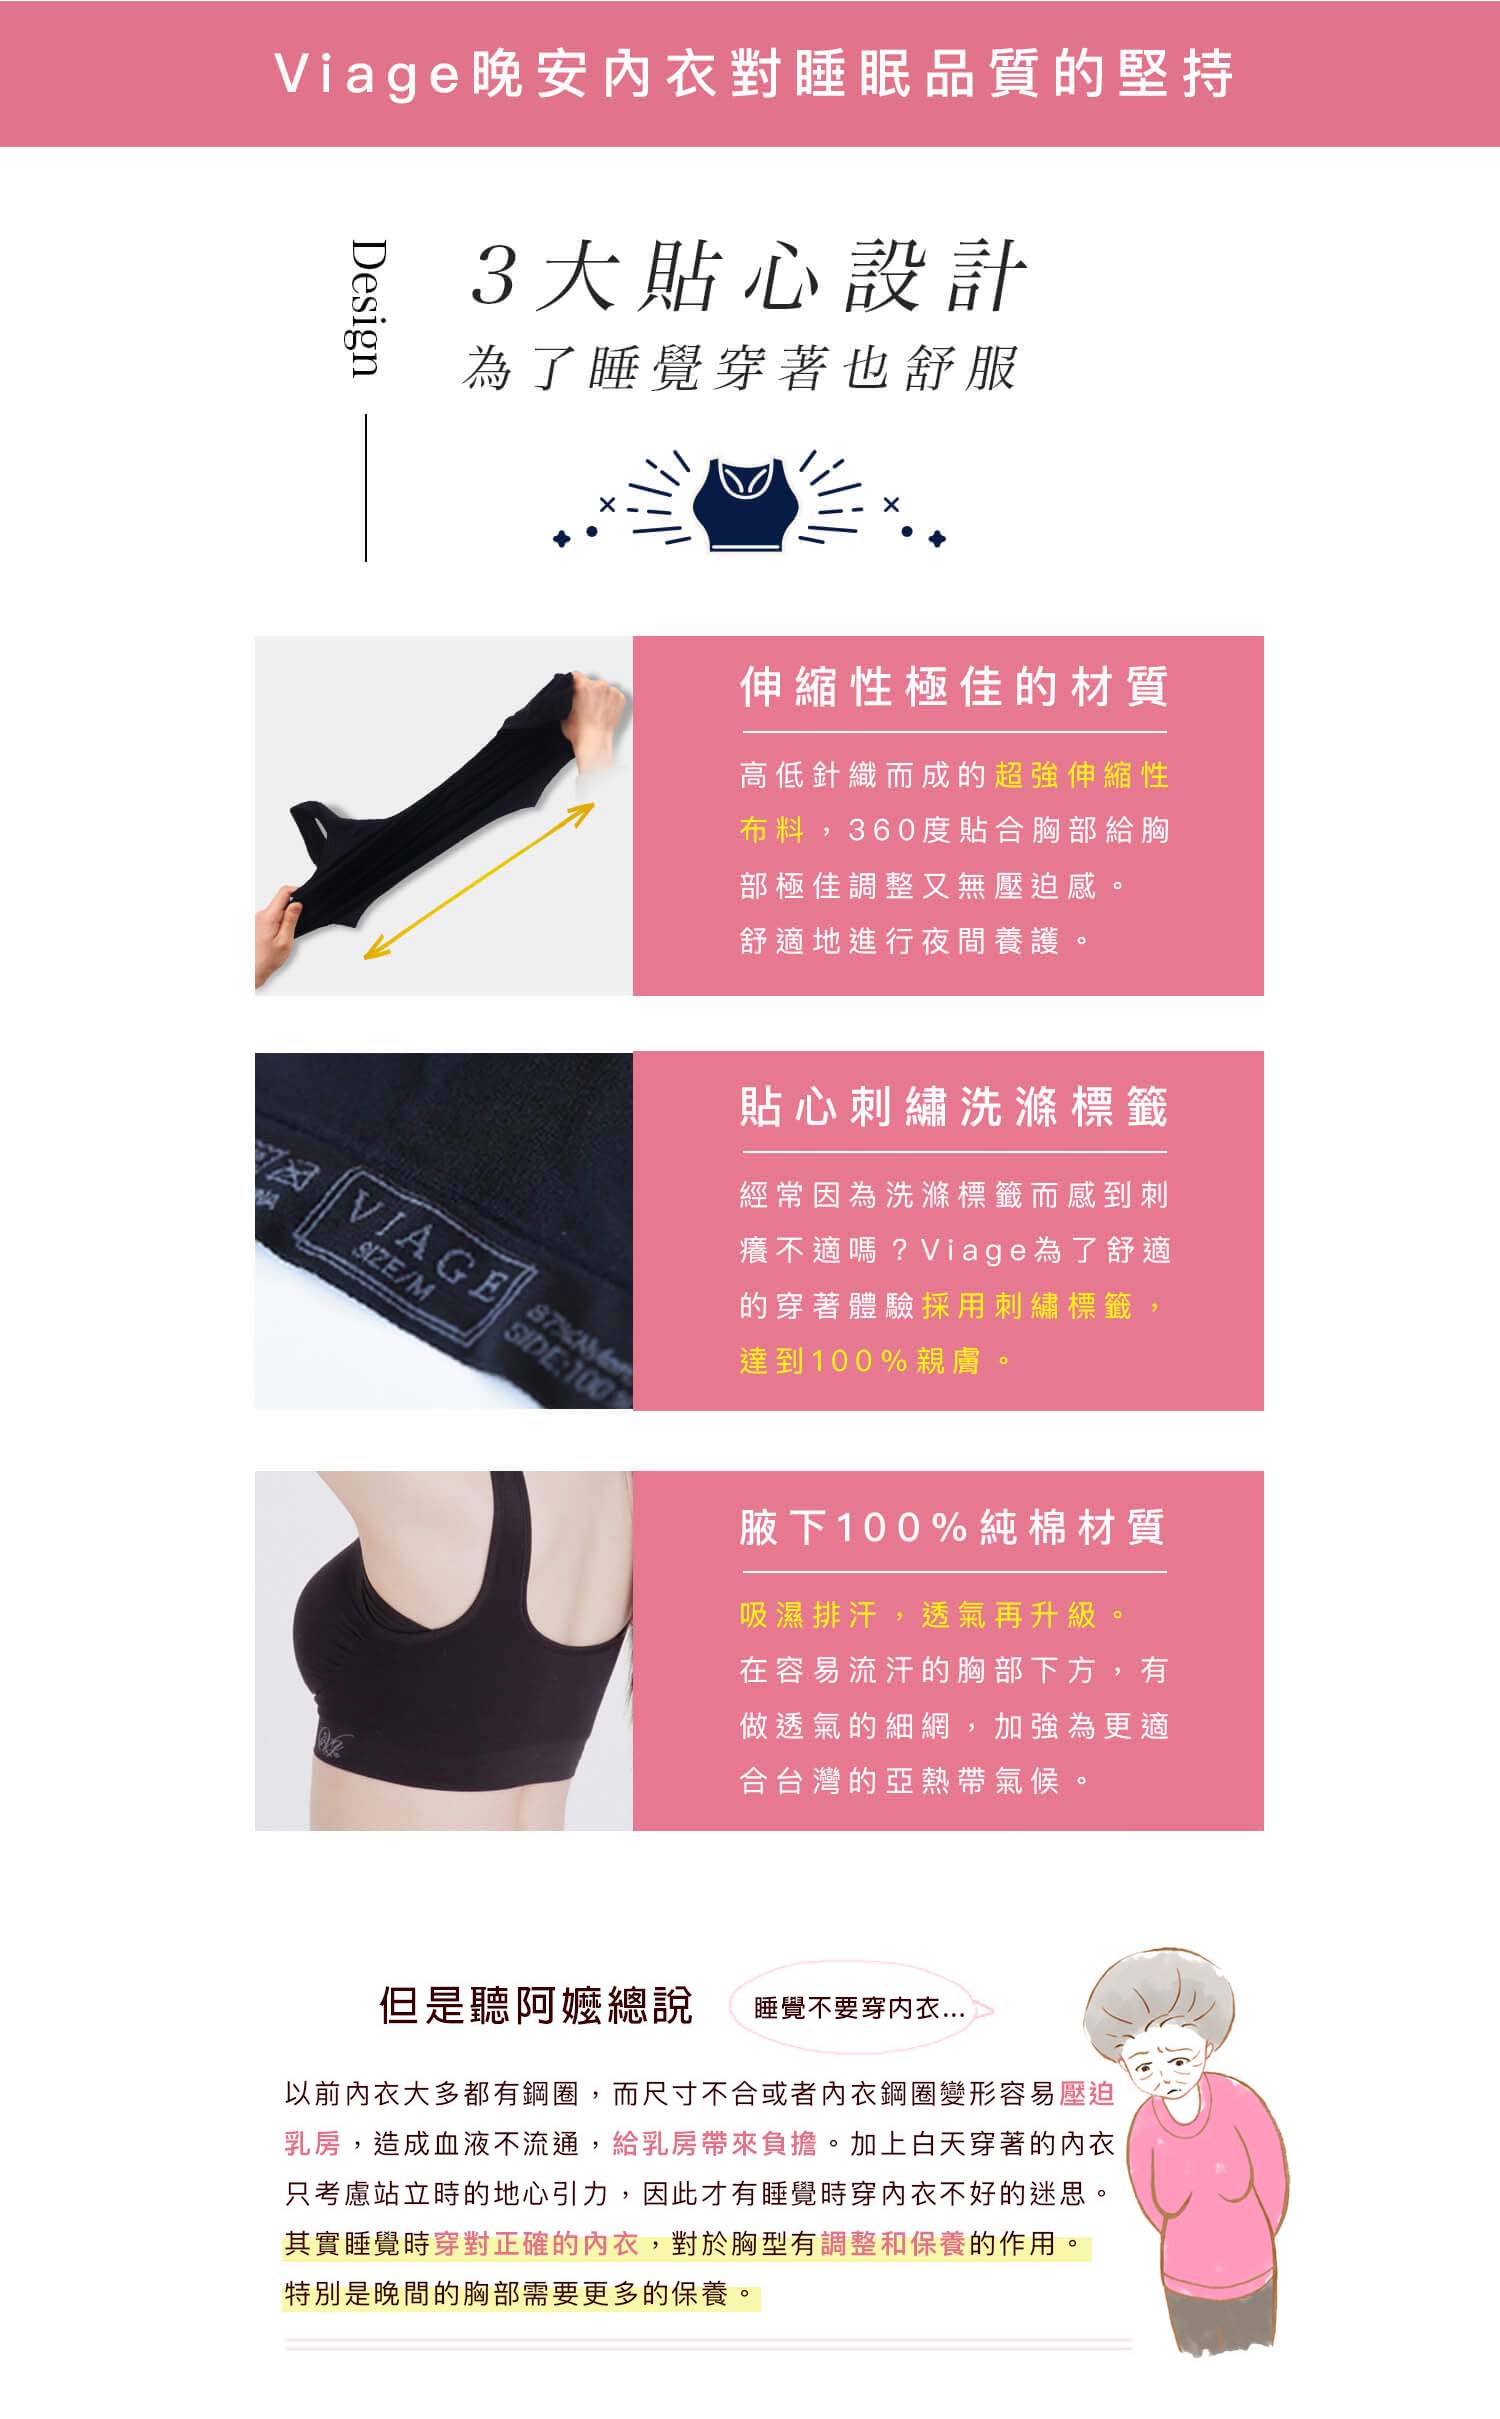 Viage晚安內衣對睡眠品質的堅持
Design
3大貼心設計
為了睡覺穿著也舒服
伸縮性極佳的材質
高低針織而成的超強伸縮性
布料，360度貼合胸部給胸
部極佳調整又無壓迫感。
舒適地進行夜間養護。
VIAGE
SIZE/M
SIDE:100
貼心刺繡洗滌標籤
經常因為洗滌標籤而感到刺
癢不適嗎？Viage為了舒適
的穿著體驗採用刺繡標籤，
達到100%親膚。
腋下100%純棉材質
吸濕排汗，透氣再升級。
在容易流汗的胸部下方，有
做透氣的細網，加強為更適
合台灣的亞熱帶氣候。
但是聽阿嬤總說
睡覺不要穿內衣...
以前內衣大多都有鋼圈，而尺寸不合或者內衣鋼圈變形容易壓迫
乳房，造成血液不流通，給乳房帶來負擔。加上白天穿著的內衣
只考慮站立時的地心引力，因此才有睡覺時穿內衣不好的迷思。
其實睡覺時穿對正確的內衣，對於胸型有調整和保養的作用。
特別是晚間的胸部需要更多的保養。